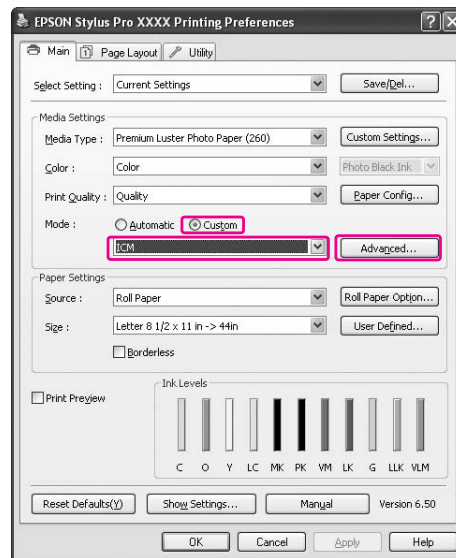 EPSON Stylus Pro XXXX Printing Preferences
Main Page Layout Utility
Select Setting : Current Settings Save/Del...
Media Settings
Media Type : Premium Luster Photo Paper (260) Custom Settings...
Color : Color Photo Black Ink
Print Quality : Quality Paper Config...
Mode : Automatic Custom
ICM Advanced...
Paper Settings
Source : Roll Paper Roll Paper Option...
Size : Letter 8 1/2 x 11 in -> 44in User Defined...
Borderless
Print Preview
Ink Levels
C O Y LC MK PK VM LK G LLK VLM
Reset Defaults(Y) Show Settings... Manual Version 6.50
OK Cancel Apply Help